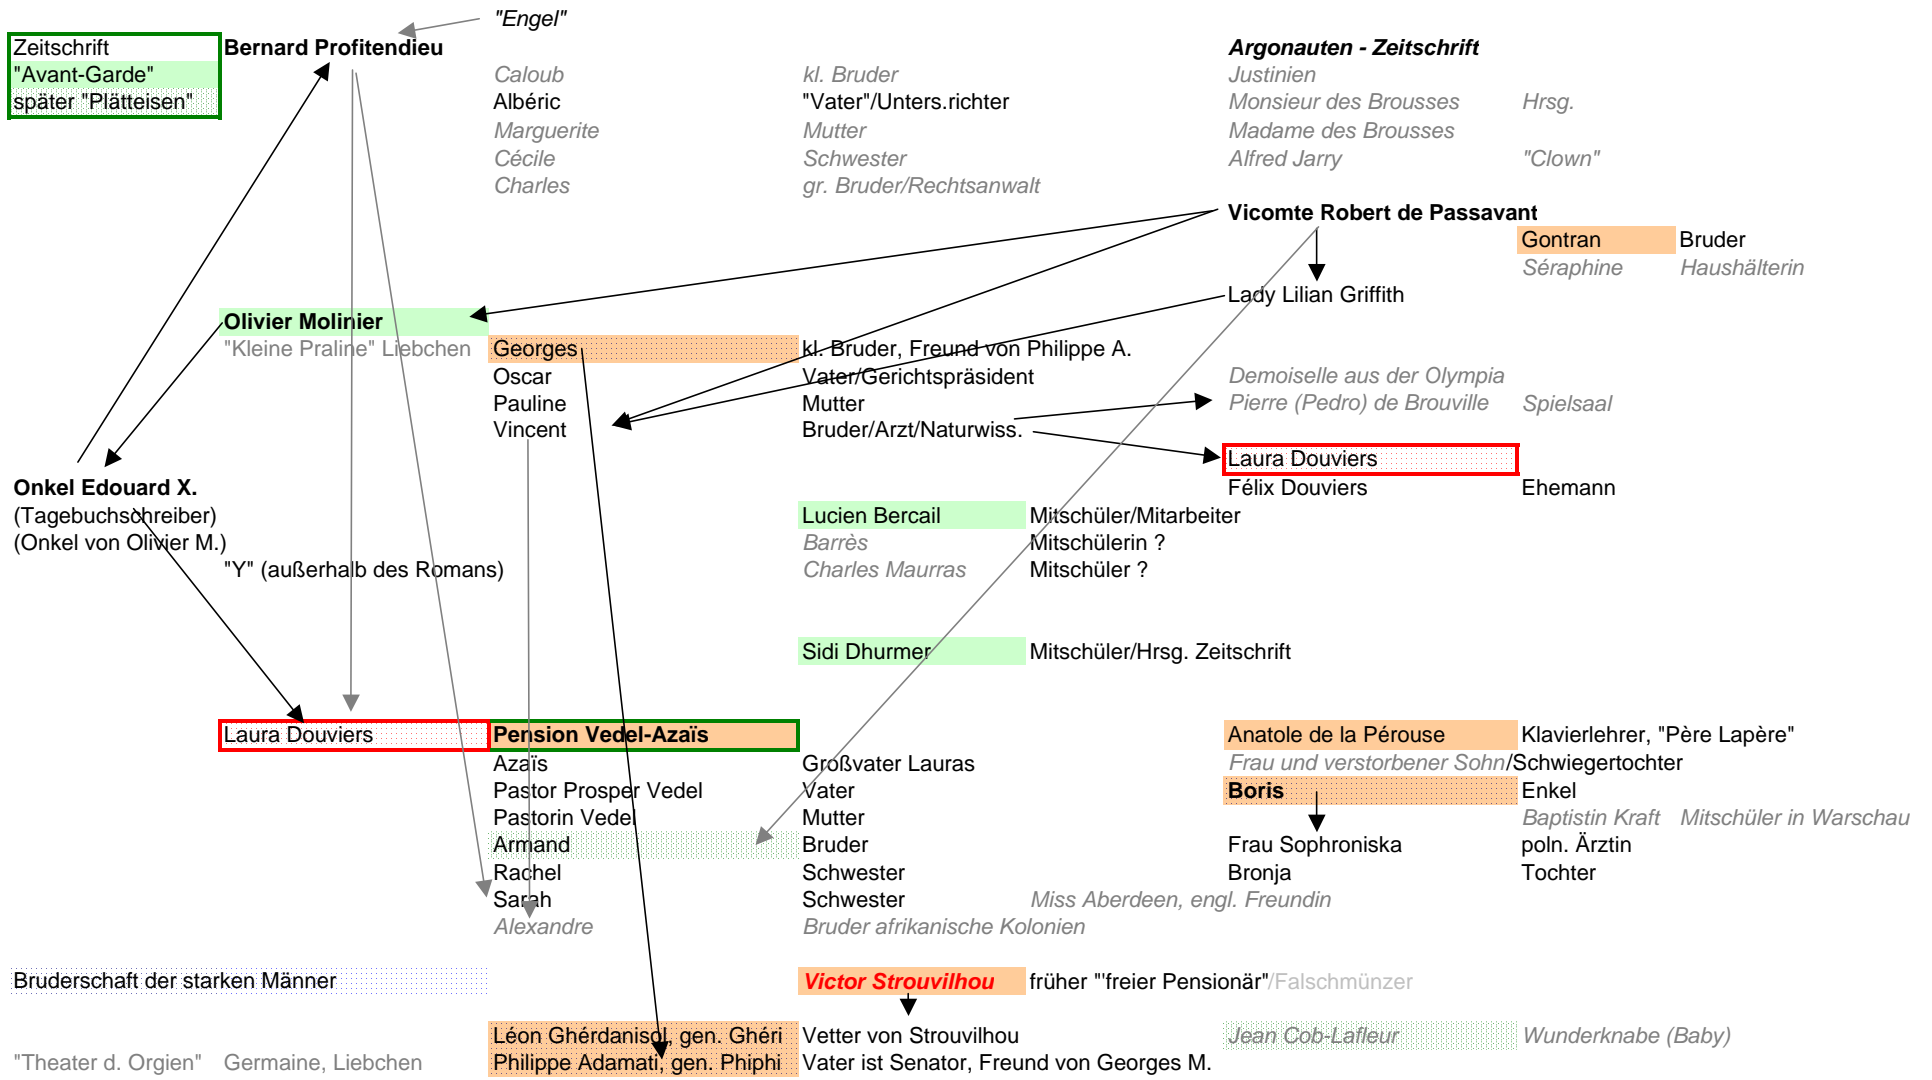 "Engel"
Zeitschrift Bernard Profitendieu Argonauten - Zeitschrift
"Avant-Garde" Caloub kl. Bruder Justinien
später "Plätteisen" Albéric "Vater"/Unters.richter Monsieur des Brousses Hrsg.
Marguerite Mutter Madame des Brousses
Cécile Schwester Alfred Jarry "Clown"
Charles gr. Bruder/Rechtsanwalt
Vicomte Robert de Passavant
Gontran Bruder
Séraphine Haushälterin
Lady Lilian Griffith
Olivier Molinier
"Kleine Praline" Liebchen Georges kl. Bruder, Freund von Philippe A.
Oscar Vater/Gerichtspräsident Demoiselle aus der Olympia
Pauline Mutter Pierre (Pedro) de Brouville Spielsaal
Vincent Bruder/Arzt/Naturwiss.
Laura Douviers
Onkel Edouard X. Félix Douviers Ehemann
(Tagebuchschreiber) Lucien Bercail Mitschüler/Mitarbeiter
(Onkel von Olivier M.) Barrès Mitschülerin ?
"Y" (außerhalb des Romans) Charles Maurras Mitschüler ?
Sidi Dhurmer Mitschüler/Hrsg. Zeitschrift
Laura Douviers Pension Vedel-Azaïs Anatole de la Pérouse Klavierlehrer, "Père Lapère"
Azaïs Großvater Lauras Frau und verstorbener Sohn/Schwiegertochter
Pastor Prosper Vedel Vater Boris Enkel
Pastorin Vedel Mutter Baptistin Kraft Mitschüler in Warschau
Armand Bruder Frau Sophroniska poln. Ärztin
Rachel Schwester Bronja Tochter
Sarah Schwester Miss Aberdeen, engl. Freundin
Alexandre Bruder afrikanische Kolonien
Bruderschaft der starken Männer Victor Strouvilhou früher "'freier Pensionär"/Falschmünzer
Léon Ghérdanisol, gen. Ghéri Vetter von Strouvilhou Jean Cob-Lafleur Wunderknabe (Baby)
"Theater d. Orgien" Germaine, Liebchen Philippe Adamati, gen. Phiphi Vater ist Senator, Freund von Georges M.